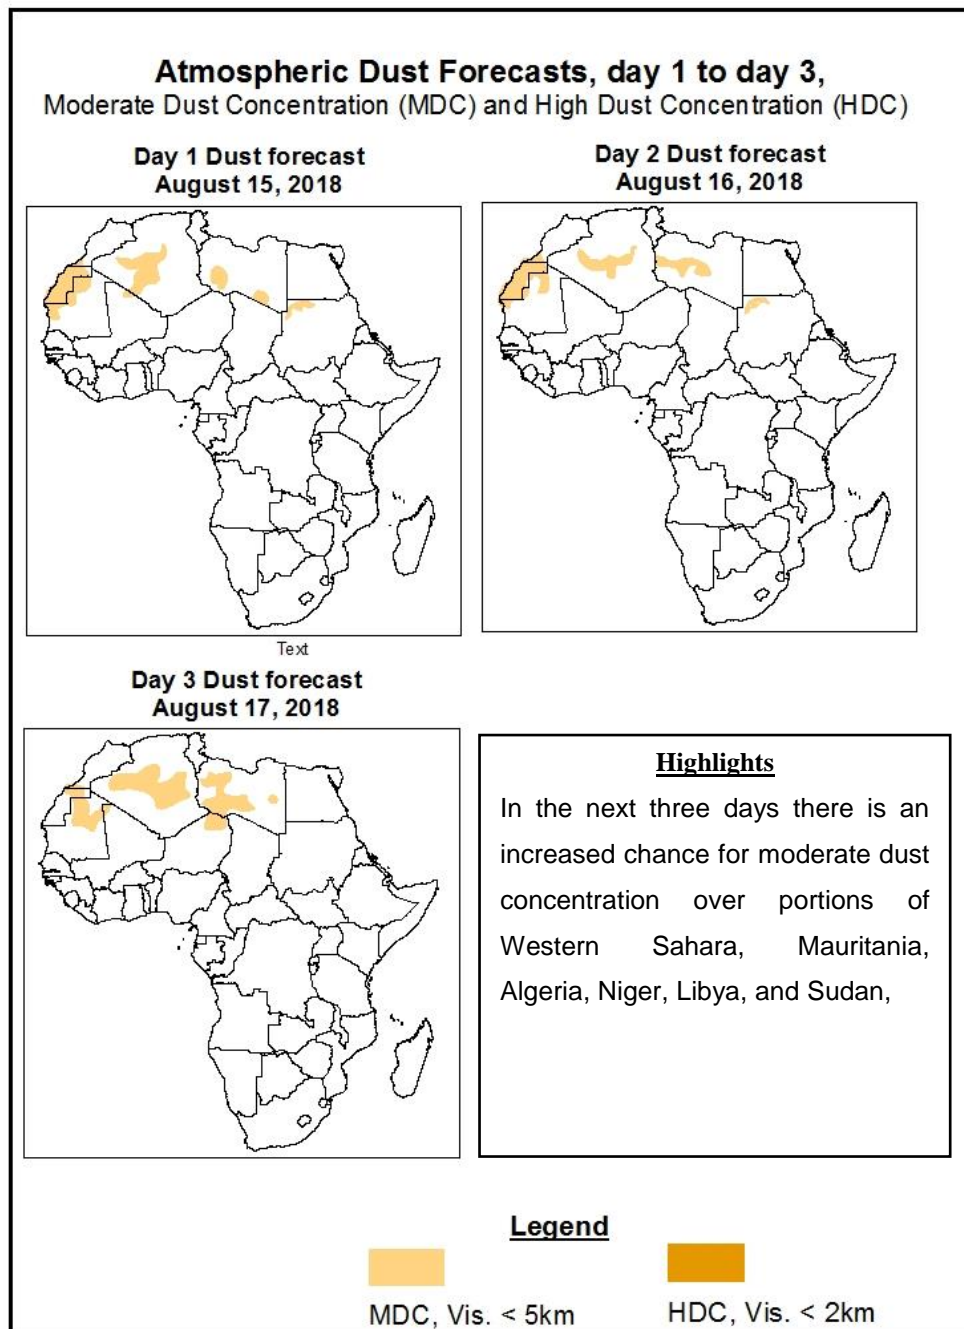 Atmospheric Dust Forecasts, day 1 to day 3,
Moderate Dust Concentration (MDC) and High Dust Concentration (HDC)
Day 1 Dust forecast
August 15, 2018
Day 2 Dust forecast
August 16, 2018
Text
Day 3 Dust forecast
August 17, 2018
Highlights
In the next three days there is an
increased chance for moderate dust
concentration over portions of
Western Sahara, Mauritania,
Algeria, Niger, Libya, and Sudan,
Legend
MDC, Vis. < 5km
HDC, Vis. < 2km